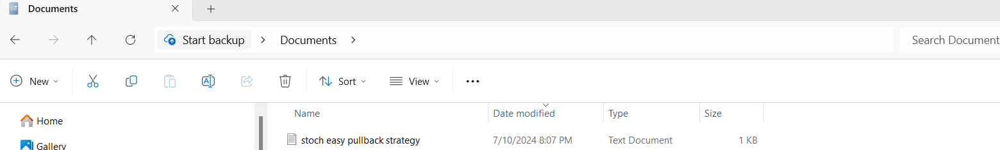 Documents
Start backup Documents Search Document
New Sort View
Name Date modified Type Size
Home
stoch easy pullback strategy 7/10/2024 8:07 PM Text Document 1 KB
Gallery